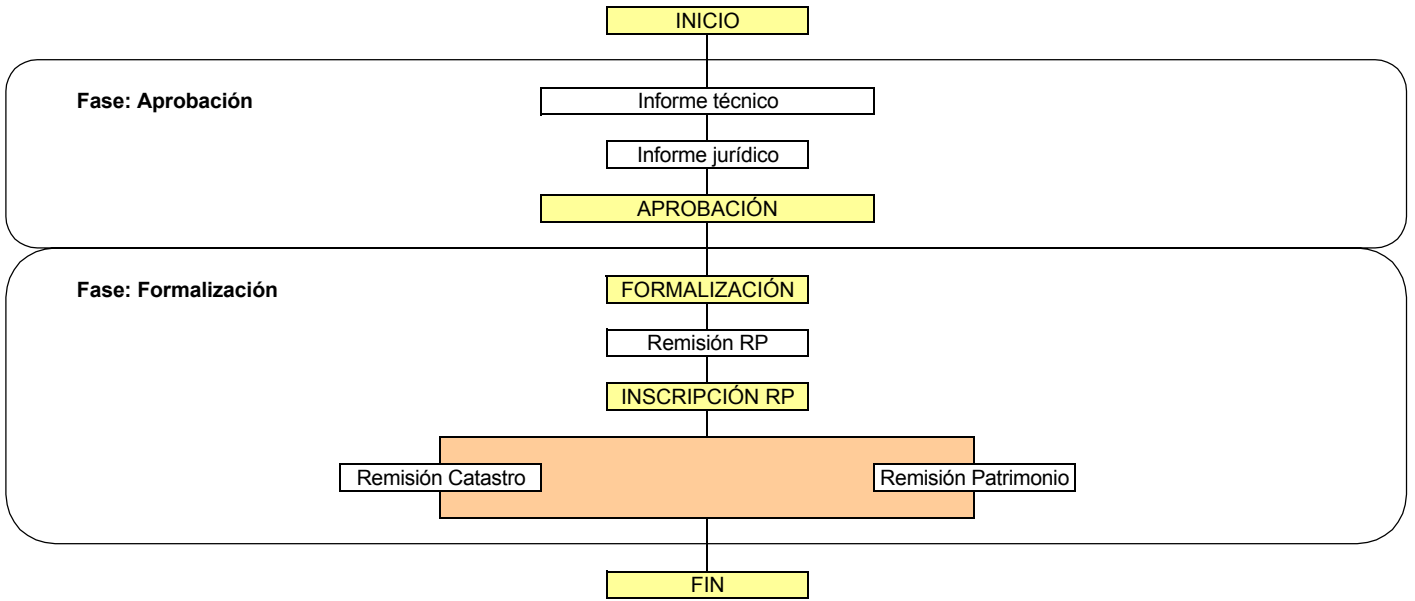 INICIO
Fase: Aprobación
Informe técnico
Informe jurídico
APROBACIÓN
Fase: Formalización
FORMALIZACIÓN
Remisión RP
INSCRIPCIÓN RP
Remisión Catastro
Remisión Patrimonio
FIN